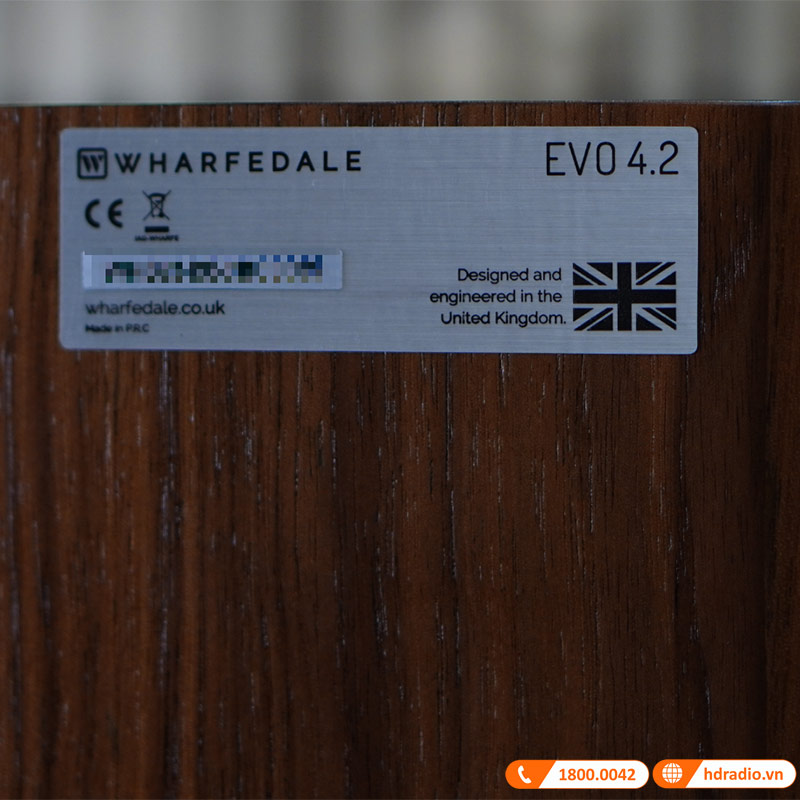 W WHARFEDALE
EVO 4.2
CE
wharfedale.co.uk
Made in P.R.C
Designed and
engineered in the
United Kingdom.
1800.0042
hdradio.vn